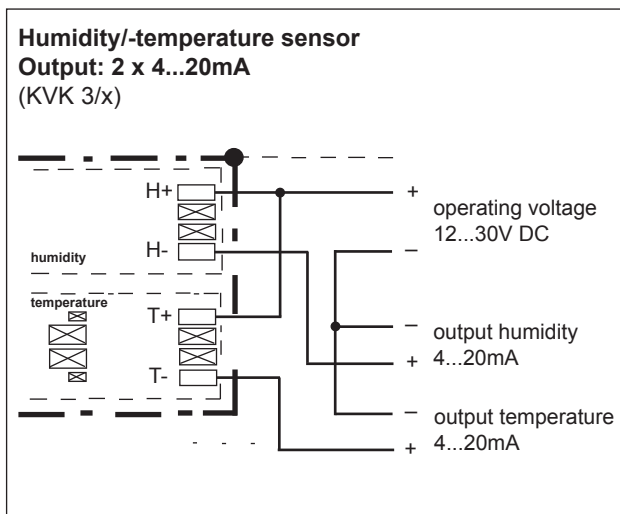 Humidity/-temperature sensor
Output: 2 x 4...20mA
(KVK 3/x)
H+
+
operating voltage
12...30V DC
H-
–
humidity
temperature
T+
–
output humidity
+
4...20mA
T-
–
output temperature
+
4...20mA